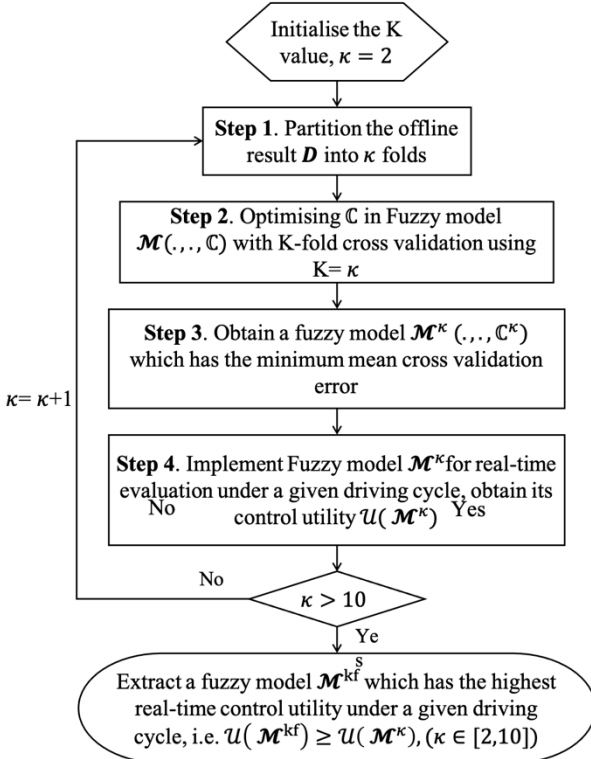 Initialise the K
value, κ = 2
Step 1. Partition the offline
result D into κ folds
Step 2. Optimising ℂ in Fuzzy model
ℳ(.,., ℂ) with K-fold cross validation using
K= κ
Step 3. Obtain a fuzzy model ℳ^κ (.,., ℂ^κ)
which has the minimum mean cross validation
error
κ= κ+1
Step 4. Implement Fuzzy model ℳ^κ for real-time
evaluation under a given driving cycle, obtain its
No control utility 𝒰( ℳ^κ) Yes
No
κ > 10
Ye
s
Extract a fuzzy model ℳ^kf which has the highest
real-time control utility under a given driving
cycle, i.e. 𝒰( ℳ^kf) ≥ 𝒰( ℳ^κ), (κ ∈ [2,10])